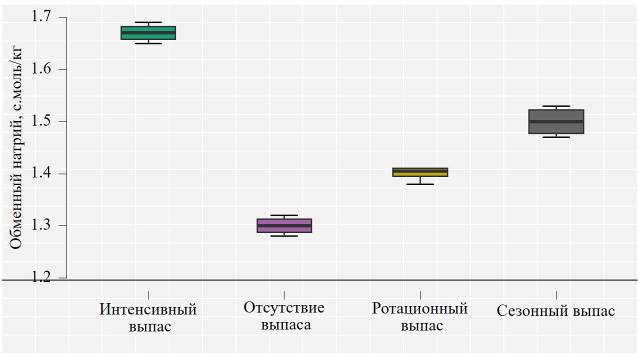 Обменный натрий, с.моль/кг
1.7
1.6
1.5
1.4
1.3
1.2
Интенсивный
выпас
Отсутствие
выпаса
Ротационный
выпас
Сезонный выпас